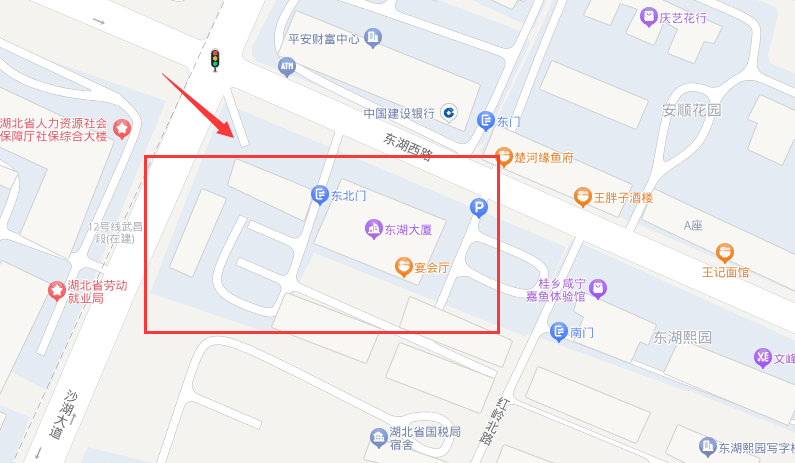 庆艺花行
平安财富中心
ATM
中国建设银行
安顺花园
湖北省人力资源社会
保障厅社保综合大楼
东门
东湖西路
楚河缘鱼府
东北门
王胖子酒楼
P
A座
12号线武昌
段(在建)
东湖大厦
宴会厅
王记面馆
湖北省劳动
就业局
桂乡咸宁
嘉鱼体验馆
南门
东湖熙园
XE
文峰
沙湖大道
红岭北路
湖北省国税局
宿舍
东湖熙园写字楼